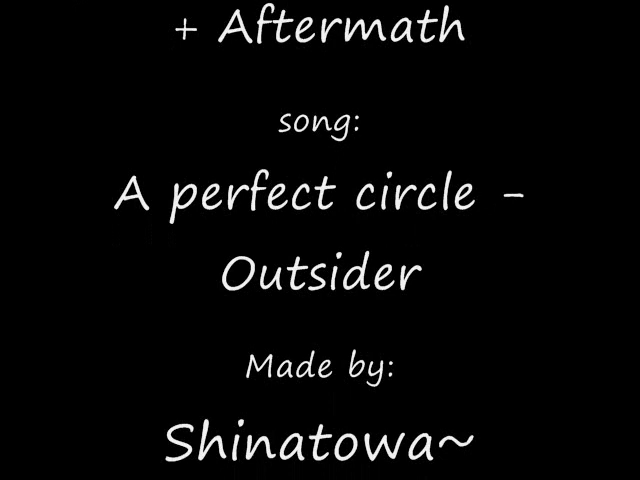 + Aftermath
song:
A perfect circle -
Outsider
Made by:
Shinatowa~